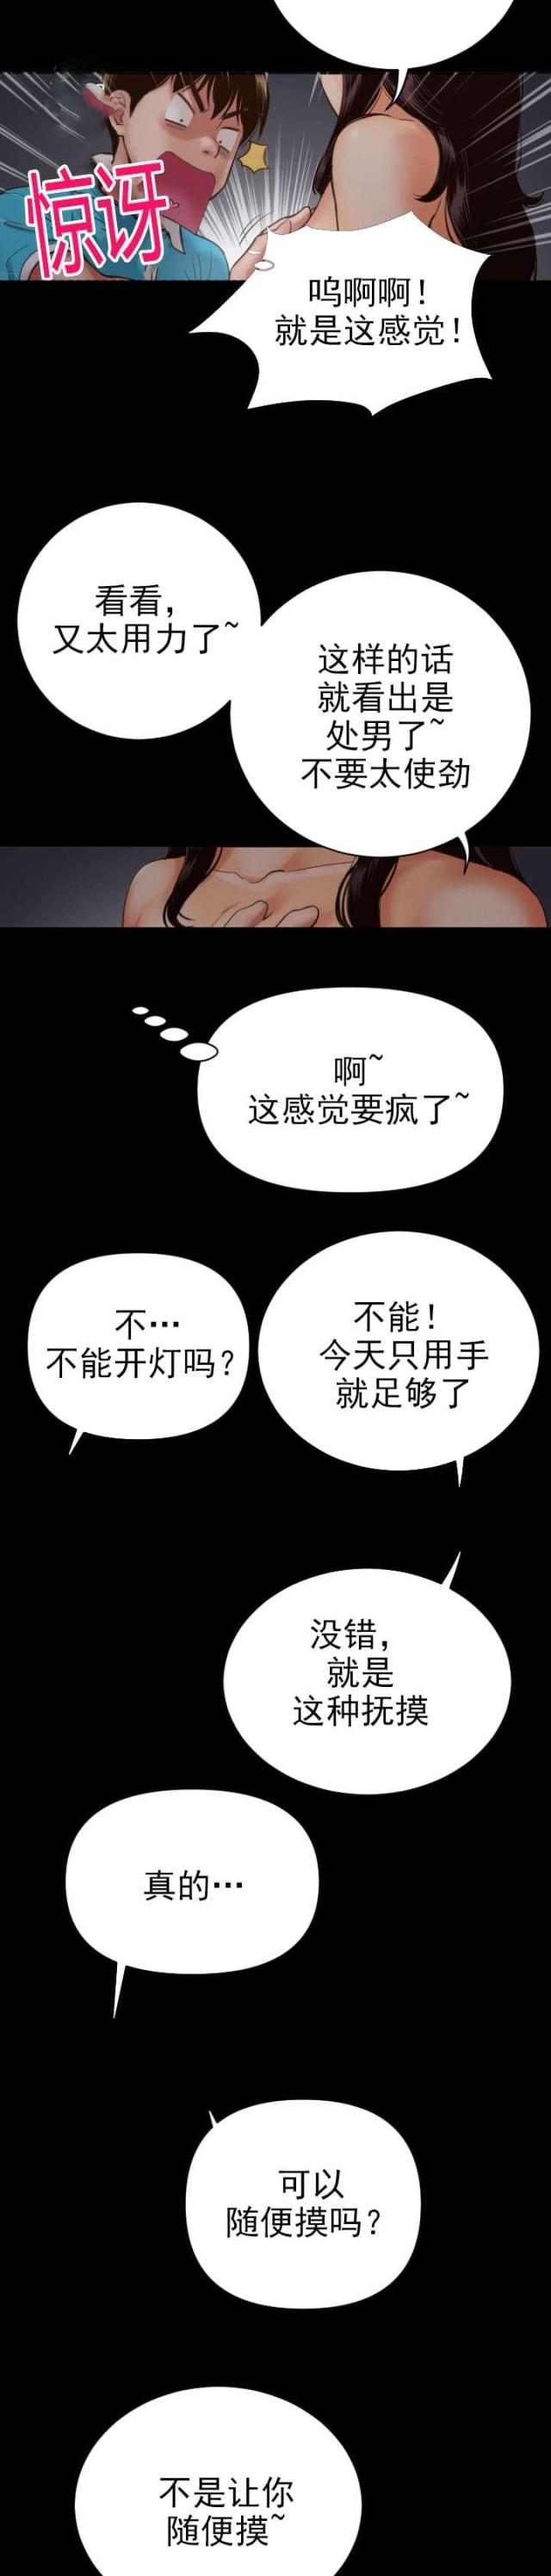 惊讶
呜啊啊！
就是这感觉！
看看，
又太用力了~
这样的话
就看出是
处男了~
不要太使劲
啊~
这感觉要疯了~
不…
不能开灯吗？
不能！
今天只用手
就足够了
没错，
就是
这种抚摸
真的…
可以
随便摸吗？
不是让你
随便摸~